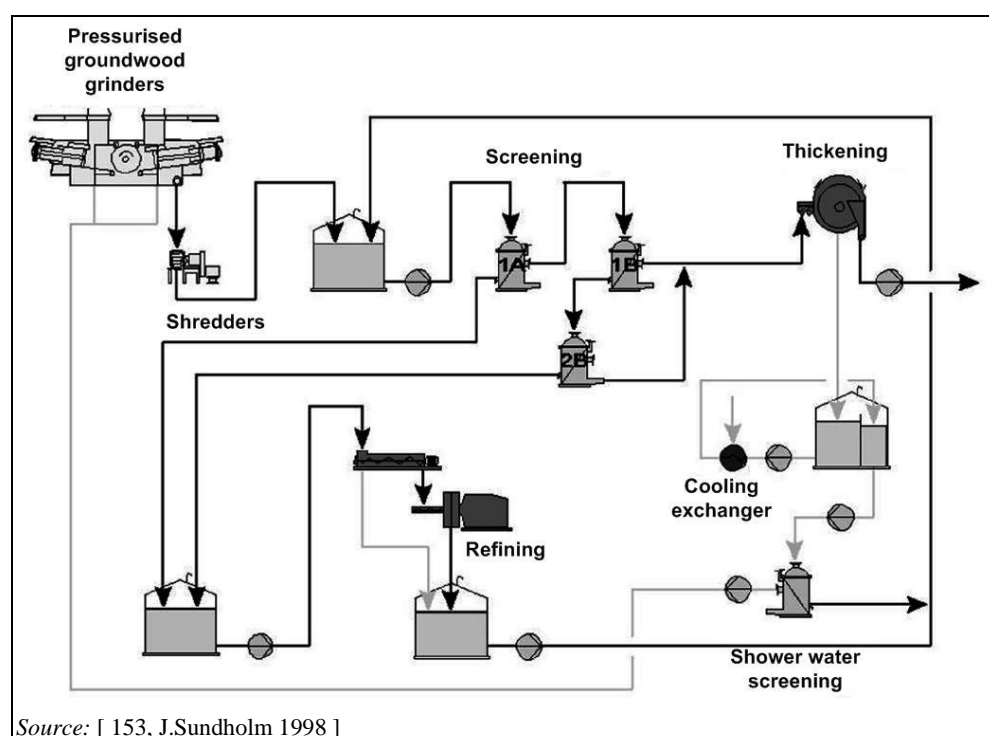 Pressurised
groundwood
grinders
Screening
Thickening
1A
1B
Shredders
2B
Cooling
exchanger
Refining
Shower water
screening
Source: [ 153, J.Sundholm 1998 ]